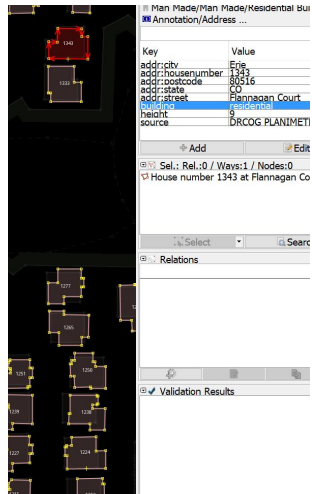 Man Made/Man Made/Residential Bui
Annotation/Address ...
Key Value
addr:city Erie
addr:housenumber 1343
addr:postcode 80516
addr:state CO
addr:street Flannagan Court
building residential
height 9
source DRCOG PLANIMET
Add Edit
Sel.: Rel.:0 / Ways:1 / Nodes:0
House number 1343 at Flannagan Co
Select Searc
Relations
Validation Results
1343
1333
1277
1265
1251
1250
1239
1238
1227
1224